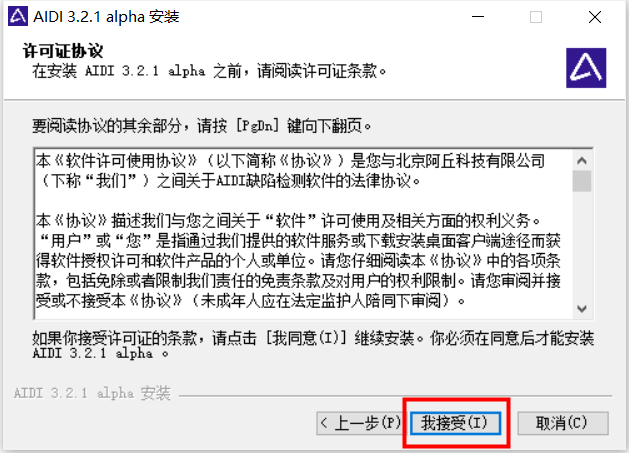 AIDI 3.2.1 alpha 安装
许可证协议
在安装 AIDI 3.2.1 alpha 之前，请阅读许可证条款。
要阅读协议的其余部分，请按 [PgDn] 键向下翻页。
本《软件许可使用协议》（以下简称《协议》）是您与北京阿丘科技有限公司
（下称“我们”）之间关于AIDI缺陷检测软件的法律协议。
本《协议》描述我们与您之间关于“软件”许可使用及相关方面的权利义务。
“用户”或“您”是指通过我们提供的软件服务或下载安装桌面客户端途径而获
得软件授权许可和软件产品的个人或单位。请您仔细阅读本《协议》中的各项条
款，包括免除或者限制我们责任的免责条款及对用户的权利限制。请您审阅并接
受或不接受本《协议》（未成年人应在法定监护人陪同下审阅）。
如果你接受许可证的条款，请点击 [我同意(I)] 继续安装。你必须在同意后才能安装
AIDI 3.2.1 alpha 。
AIDI 3.2.1 alpha 安装
< 上一步(P)
我接受(I)
取消(C)